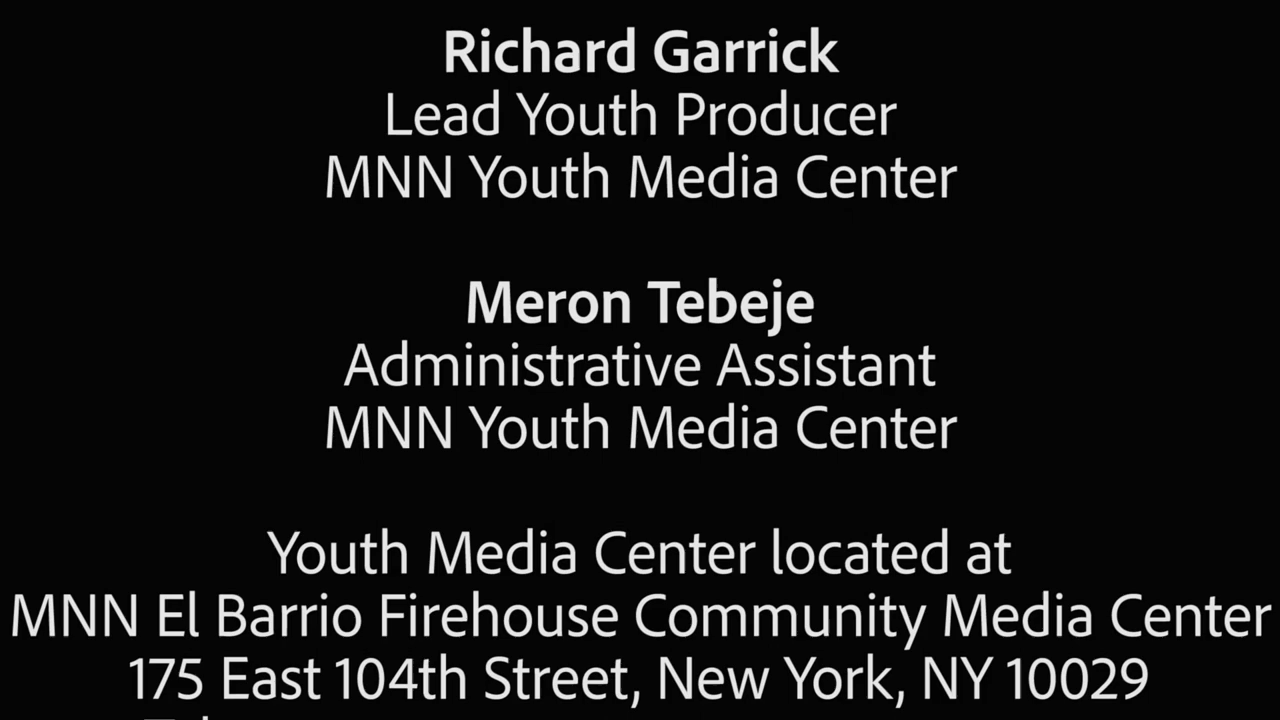 Richard Garrick
Lead Youth Producer
MNN Youth Media Center
Meron Tebeje
Administrative Assistant
MNN Youth Media Center
Youth Media Center located at
MNN El Barrio Firehouse Community Media Center
175 East 104th Street, New York, NY 10029